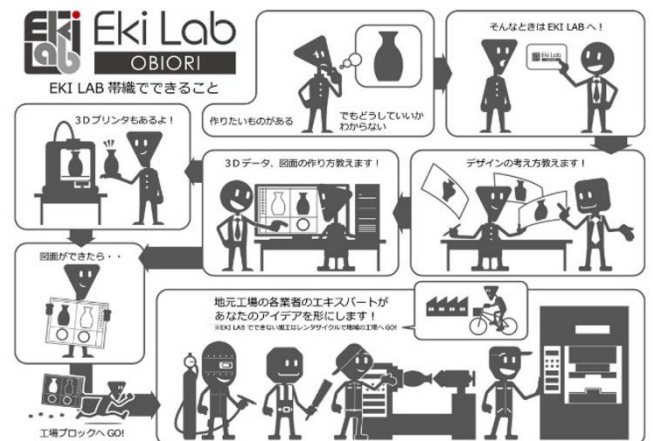 Eki Lab
Eki Lab
OBIORI
EKI LAB 帯織でできること
作りたいものがある
でもどうしていいか
わからない
そんなときは EKI LAB へ！
Eki Lab
デザインの考え方教えます！
3Dデータ、図面の作り方教えます！
3Dプリンタもあるよ！
図面ができたら・・
工場ブロックへ GO!
地元工場の各業者のエキスパートが
あなたのアイデアを形にします！
※EKI LAB でできない加工はレンタサイクルで地域の工場へ GO!